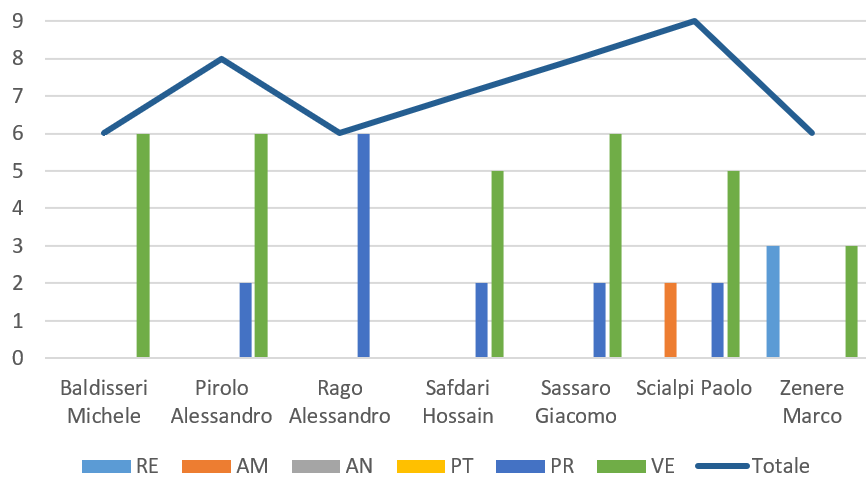 9
8
7
6
5
4
3
2
1
0
Baldisseri Michele
Pirolo Alessandro
Rago Alessandro
Safdari Hossain
Sassaro Giacomo
Scialpi Paolo
Zenere Marco
RE AM AN PT PR VE Totale